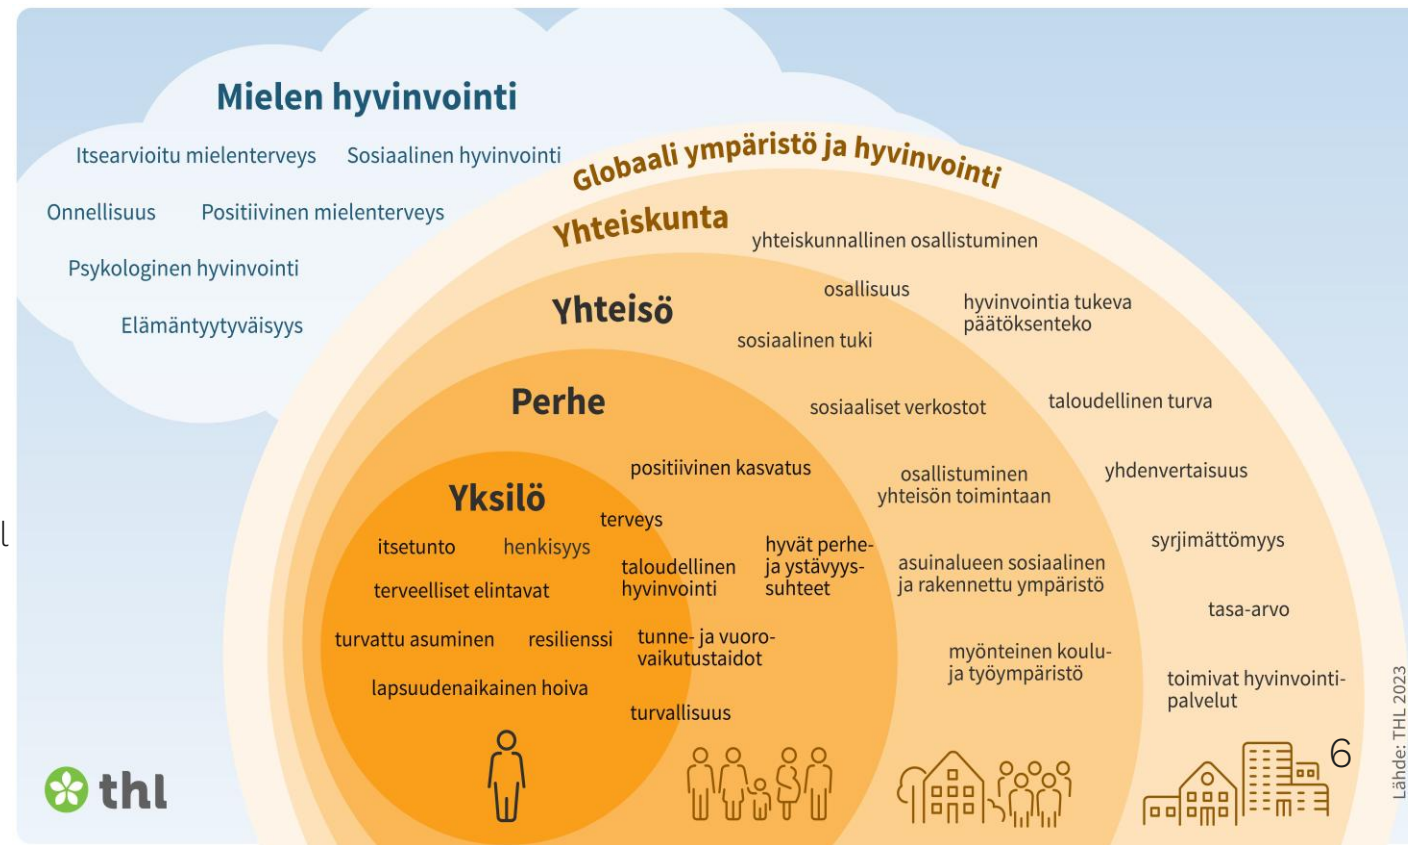 Mielen hyvinvointi
Itsearvioitu mielenterveys
Sosiaalinen hyvinvointi
Onnellisuus
Positiivinen mielenterveys
Psykologinen hyvinvointi
Elämäntyytyväisyys
Globaali ympäristö ja hyvinvointi
Yhteiskunta
yhteiskunnallinen osallistuminen
hyvinvointia tukeva
päätöksenteko
taloudellinen turva
yhdenvertaisuus
syrjimättömyys
tasa-arvo
toimivat hyvinvointi-
palvelut
Yhteisö
osallisuus
sosiaalinen tuki
sosiaaliset verkostot
osallistuminen
yhteisön toimintaan
asuinalueen sosiaalinen
ja rakennettu ympäristö
myönteinen koulu-
ja työympäristö
Perhe
positiivinen kasvatus
terveys
taloudellinen
hyvinvointi
hyvät perhe-
ja ystävyys-
suhteet
tunne- ja vuoro-
vaikutustaidot
turvallisuus
Yksilö
itsetunto
henkisyys
terveelliset elintavat
turvattu asuminen
resilienssi
lapsuudenaikainen hoiva
l
thl
6
Lähde: THL 2023